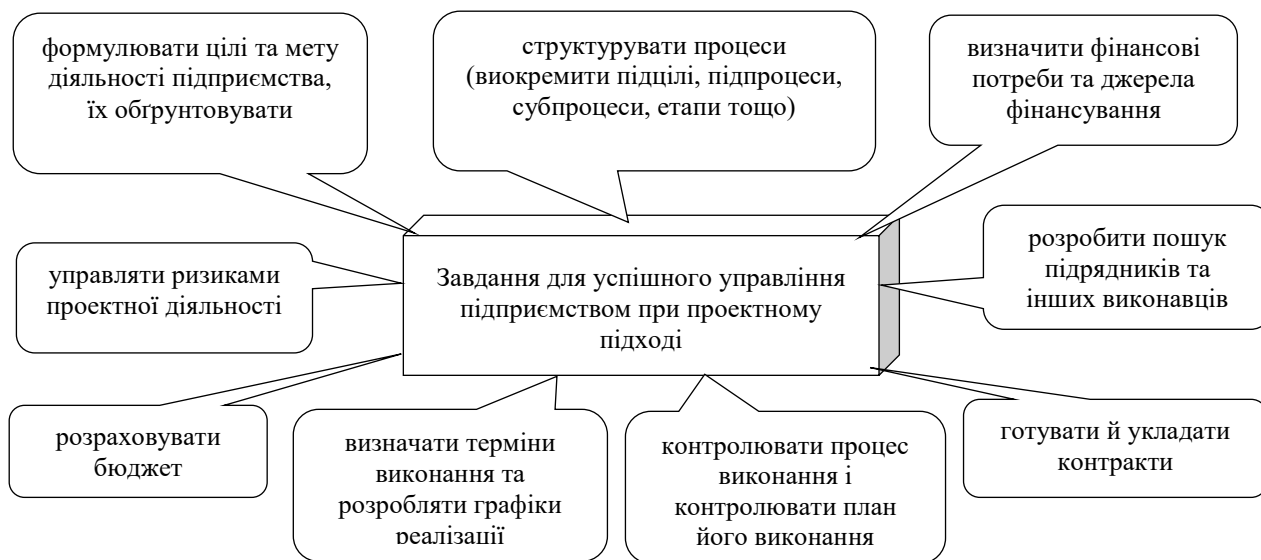 формулювати цілі та мету
діяльності підприємства,
їх обґрунтовувати
структурувати процеси
(виокремити підцілі, підпроцеси,
субпроцеси, етапи тощо)
визначити фінансові
потреби та джерела
фінансування
управляти ризиками
проектної діяльності
Завдання для успішного управління
підприємством при проектному
підході
розробити пошук
підрядників та
інших виконавців
розраховувати
бюджет
визначати терміни
виконання та
розробляти графіки
реалізації
контролювати процес
виконання і
контролювати план
його виконання
готувати й укладати
контракти